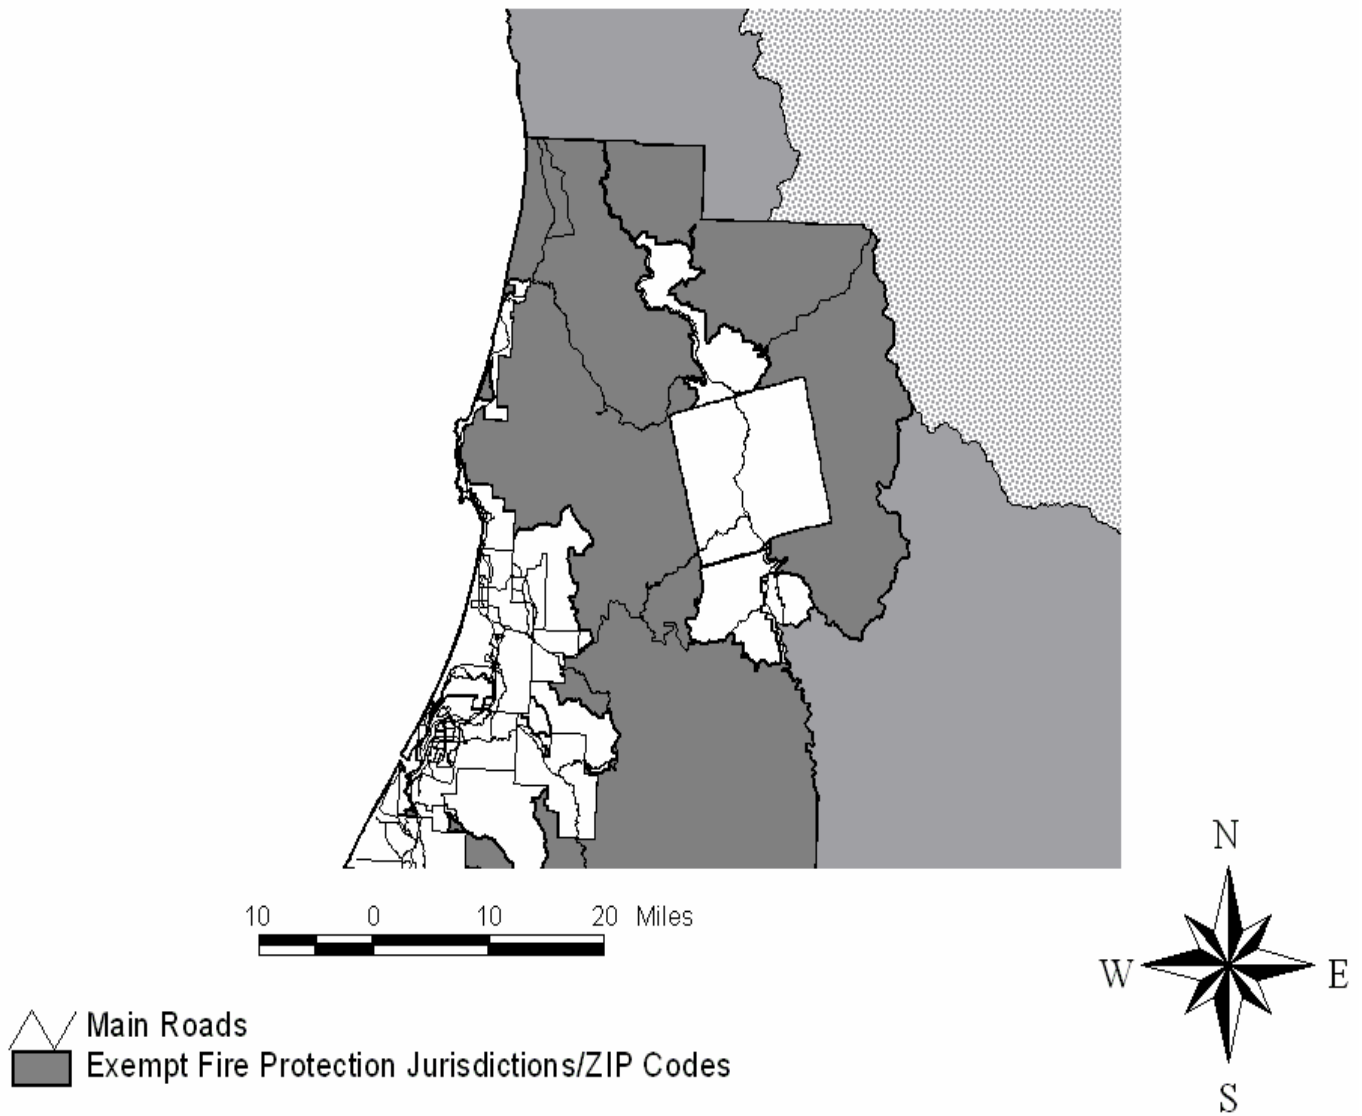 N
W E
S
10 0 10 20 Miles
Main Roads
Exempt Fire Protection Jurisdictions/ZIP Codes